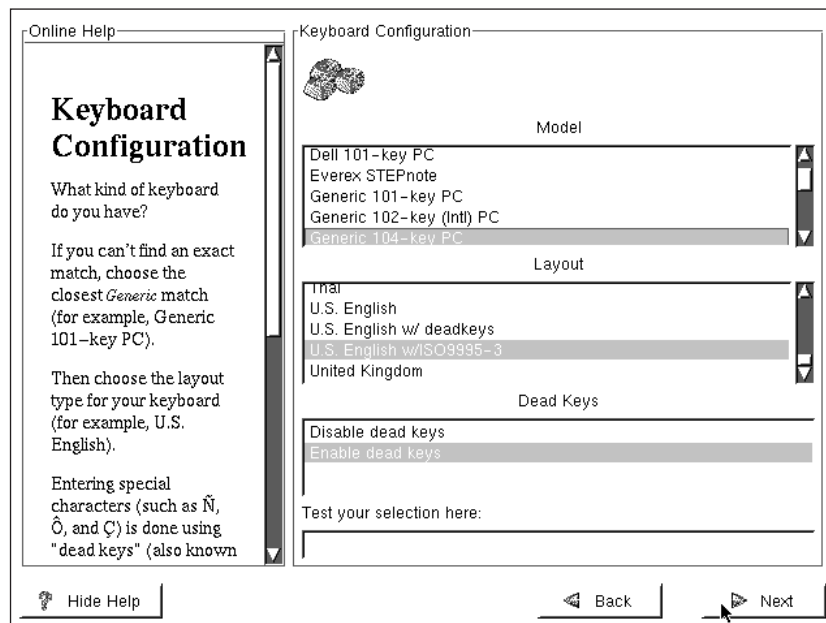 Online Help
Keyboard
Configuration
What kind of keyboard
do you have?
If you can't find an exact
match, choose the
closest Generic match
(for example, Generic
101-key PC).
Then choose the layout
type for your keyboard
(for example, U.S.
English).
Entering special
characters (such as Ñ,
Ô, and Ç) is done using
"dead keys" (also known
Keyboard Configuration
Model
Dell 101-key PC
Everex STEPnote
Generic 101-key PC
Generic 102-key (Intl) PC
Generic 104-key PC
Layout
Thai
U.S. English
U.S. English w/ deadkeys
U.S. English w/ISO9995-3
United Kingdom
Dead Keys
Disable dead keys
Enable dead keys
Test your selection here:
Hide Help
Back
Next